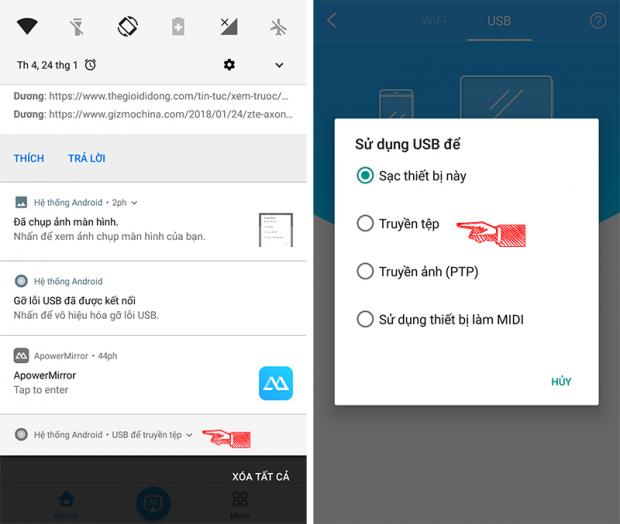 Th 4, 24 thg 1
Dương: https://www.thegioididong.com/tin-tuc/xem-truoc/...
Dương: https://www.gizmochina.com/2018/01/24/zte-axon...
THÍCH TRẢ LỜI
Hệ thống Android • 2ph
Đã chụp ảnh màn hình.
Nhấn để xem ảnh chụp màn hình của bạn.
Hệ thống Android
Gỡ lỗi USB đã được kết nối
Nhấn để vô hiệu hóa gỡ lỗi USB.
ApowerMirror • 44ph
ApowerMirror
Tap to enter
Hệ thống Android • USB để truyền tệp
XÓA TẤT CẢ
Home More
WiFi USB
Sử dụng USB để
Sạc thiết bị này
Truyền tệp
Truyền ảnh (PTP)
Sử dụng thiết bị làm MIDI
HỦY